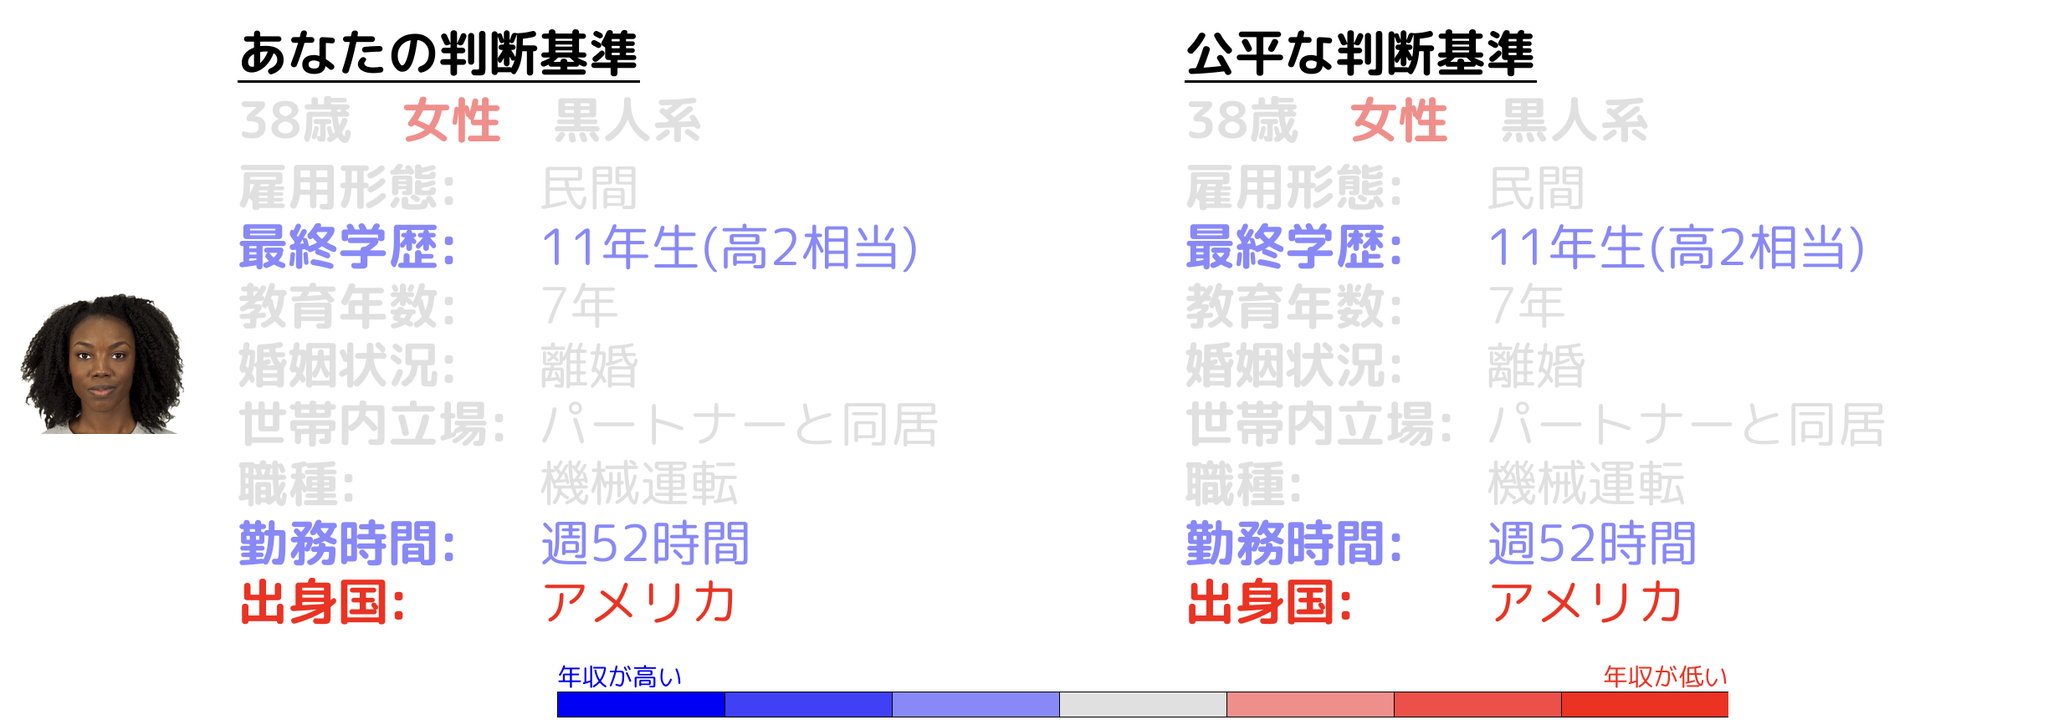 あなたの判断基準
38歳 女性 黒人系
雇用形態: 民間
最終学歴: 11年生(高2相当)
教育年数: 7年
婚姻状況: 離婚
世帯内立場: パートナーと同居
職種: 機械運転
勤務時間: 週52時間
出身国: アメリカ
公平な判断基準
38歳 女性 黒人系
雇用形態: 民間
最終学歴: 11年生(高2相当)
教育年数: 7年
婚姻状況: 離婚
世帯内立場: パートナーと同居
職種: 機械運転
勤務時間: 週52時間
出身国: アメリカ
年収が高い
年収が低い